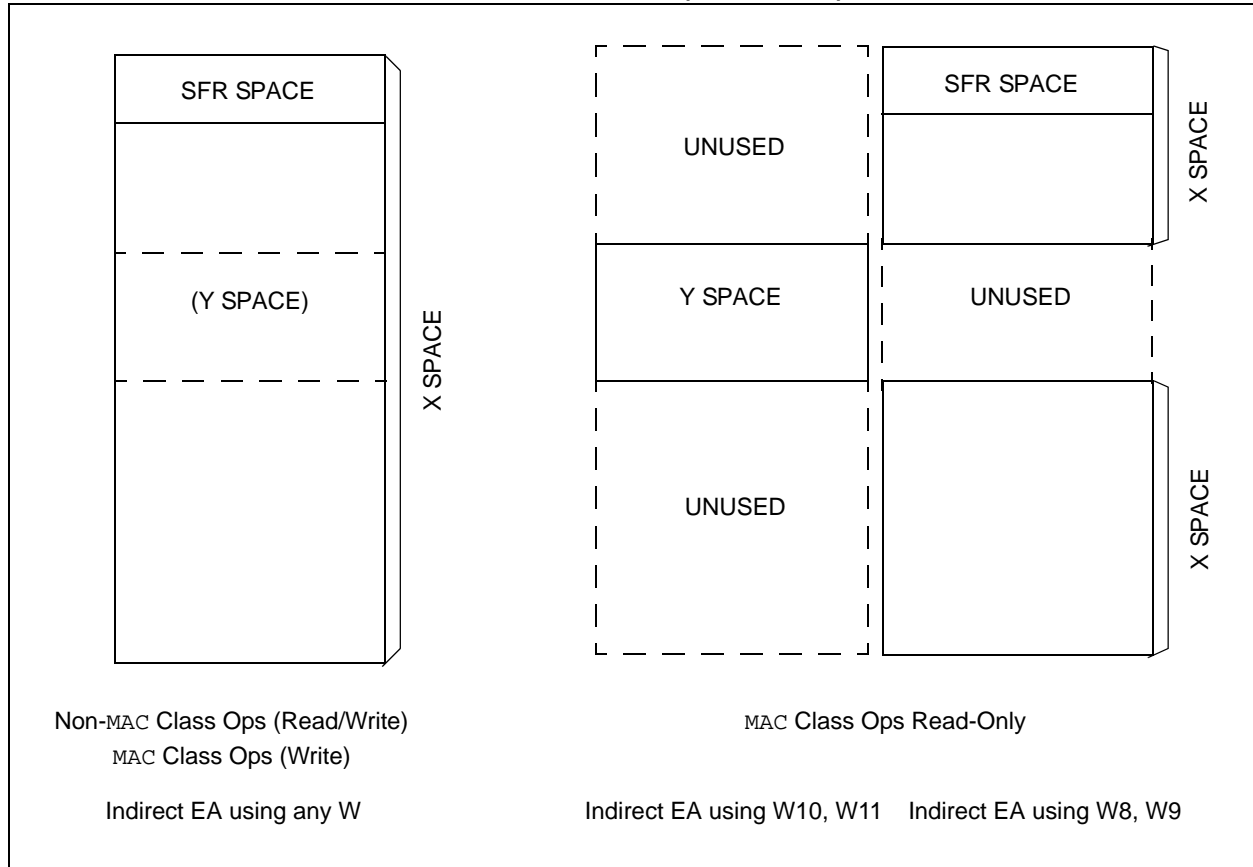 SFR SPACE
(Y SPACE)
X SPACE
Non-MAC Class Ops (Read/Write)
MAC Class Ops (Write)
Indirect EA using any W
UNUSED
Y SPACE
UNUSED
SFR SPACE
X SPACE
UNUSED
X SPACE
MAC Class Ops Read-Only
Indirect EA using W10, W11
Indirect EA using W8, W9